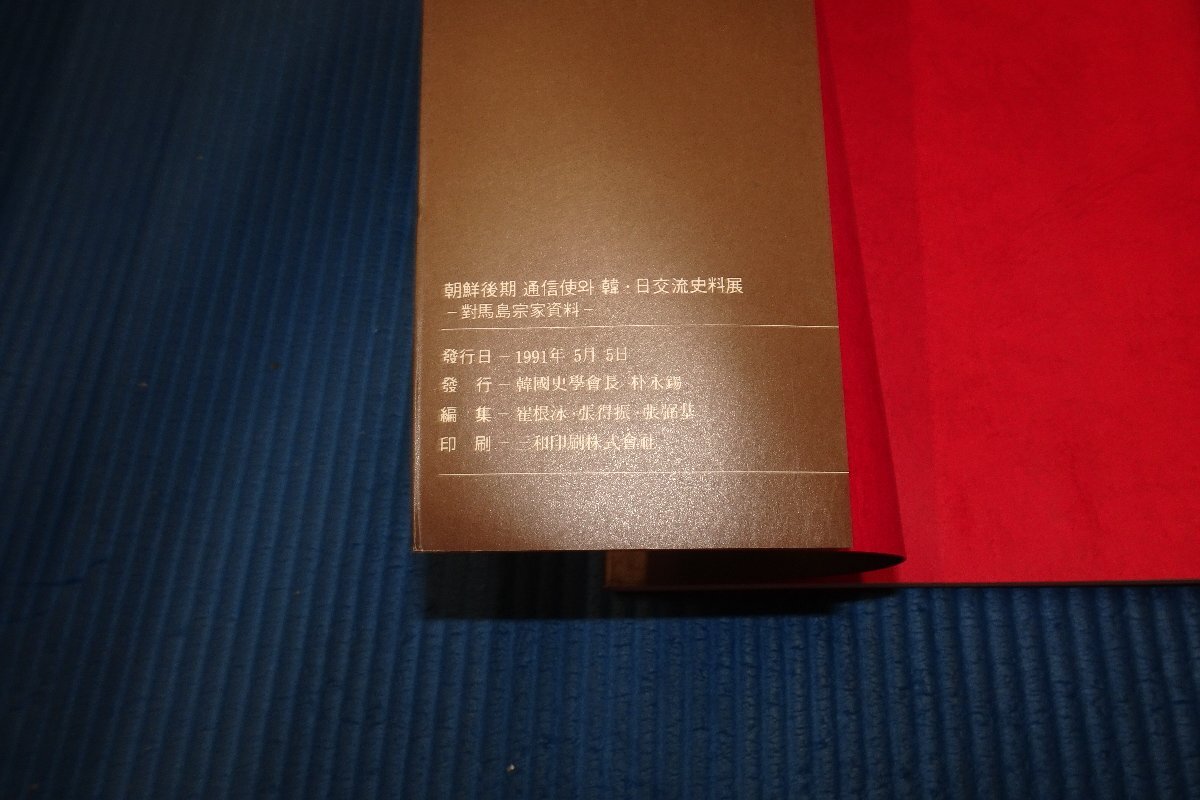 朝鮮後期 通信使와 韓·日交流史料展
-對馬島宗家資料-
發行日 - 1991年 5月 5日
發 行 - 韓國史學會長 朴永錫
編 集 - 崔根泳·張得振·張弼基
印 刷 - 三和印刷株式會社